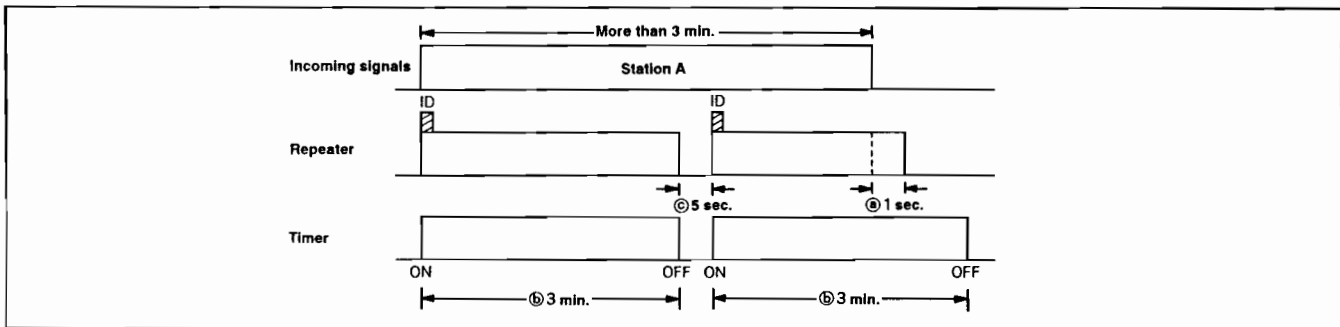 More than 3 min.
Incoming signals
Station A
ID ID
Repeater
ⓒ 5 sec. ⓐ 1 sec.
Timer
ON OFF ON OFF
ⓑ 3 min. ⓑ 3 min.